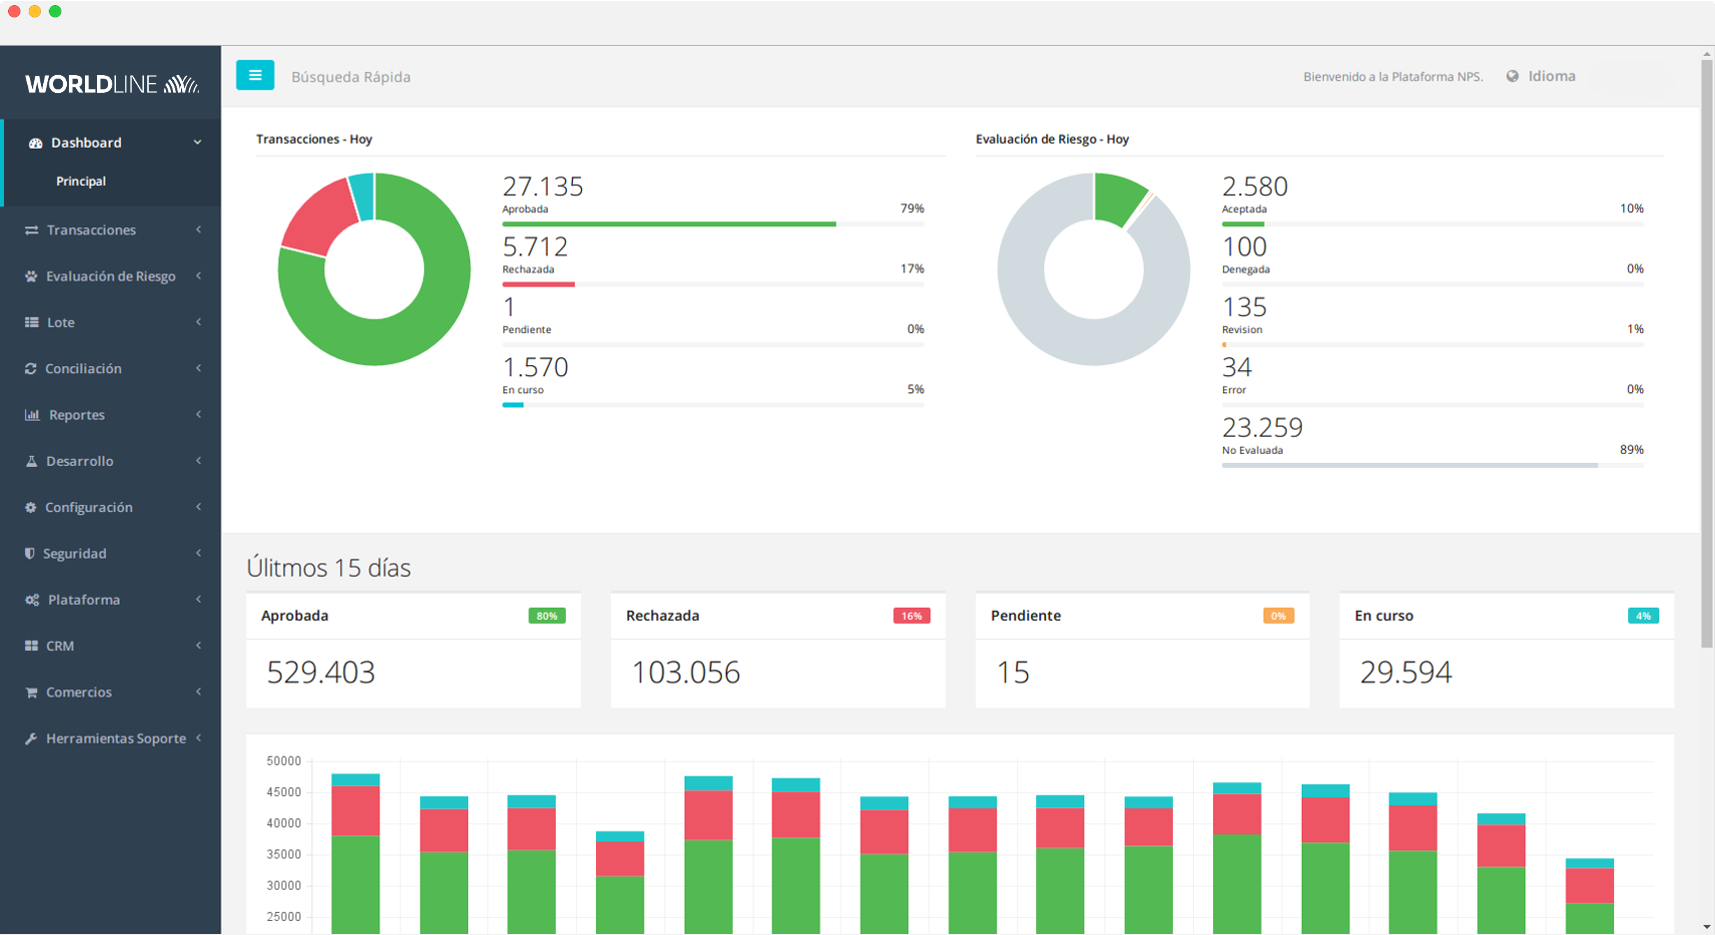 WORLDLINE
Búsqueda Rápida
Bienvenido a la Plataforma NPS.
Idioma
Dashboard
Principal
Transacciones
Evaluación de Riesgo
Lote
Conciliación
Reportes
Desarrollo
Configuración
Seguridad
Plataforma
CRM
Comercios
Herramientas Soporte
Transacciones - Hoy
27.135
Aprobada 79%
5.712
Rechazada 17%
1
Pendiente 0%
1.570
En curso 5%
Evaluación de Riesgo - Hoy
2.580
Aceptada 10%
100
Denegada 0%
135
Revision 1%
34
Error 0%
23.259
No Evaluada 89%
Úlitmos 15 días
Aprobada 80%
529.403
Rechazada 16%
103.056
Pendiente 0%
15
En curso 4%
29.594
50000
45000
40000
35000
30000
25000